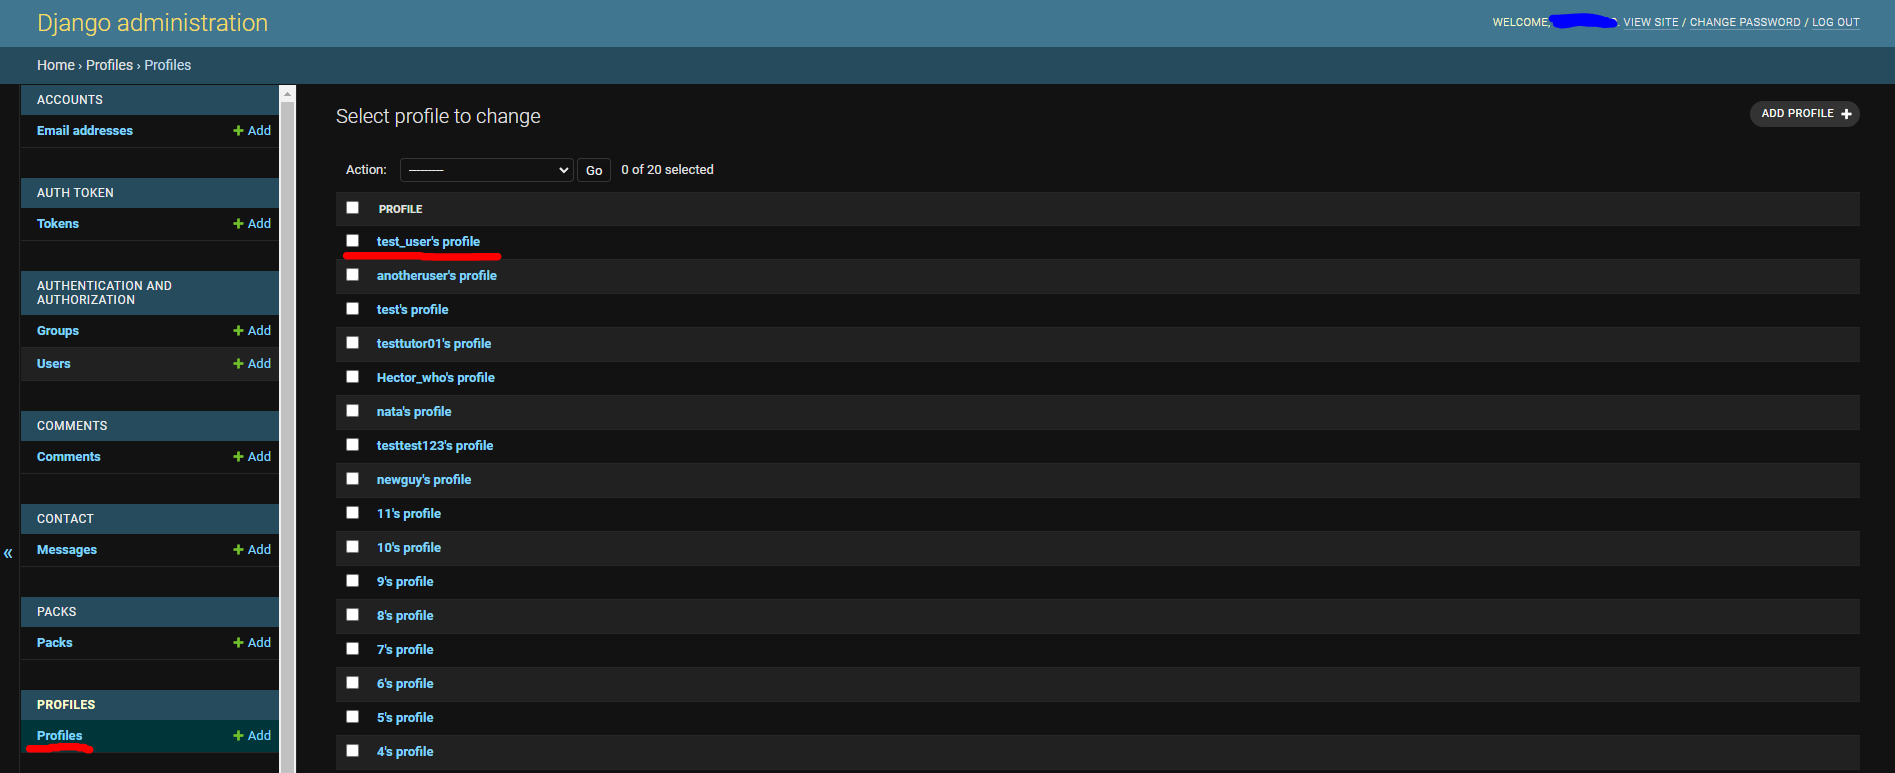 Django administration
WELCOME, VIEW SITE / CHANGE PASSWORD / LOG OUT
Home › Profiles › Profiles
ACCOUNTS
Email addresses + Add
AUTH TOKEN
Tokens + Add
AUTHENTICATION AND
AUTHORIZATION
Groups + Add
Users + Add
COMMENTS
Comments + Add
CONTACT
Messages + Add
PACKS
Packs + Add
PROFILES
Profiles + Add
«
Select profile to change
ADD PROFILE +
Action: --------- Go 0 of 20 selected
PROFILE
test_user's profile
anotheruser's profile
test's profile
testtutor01's profile
Hector_who's profile
nata's profile
testtest123's profile
newguy's profile
11's profile
10's profile
9's profile
8's profile
7's profile
6's profile
5's profile
4's profile